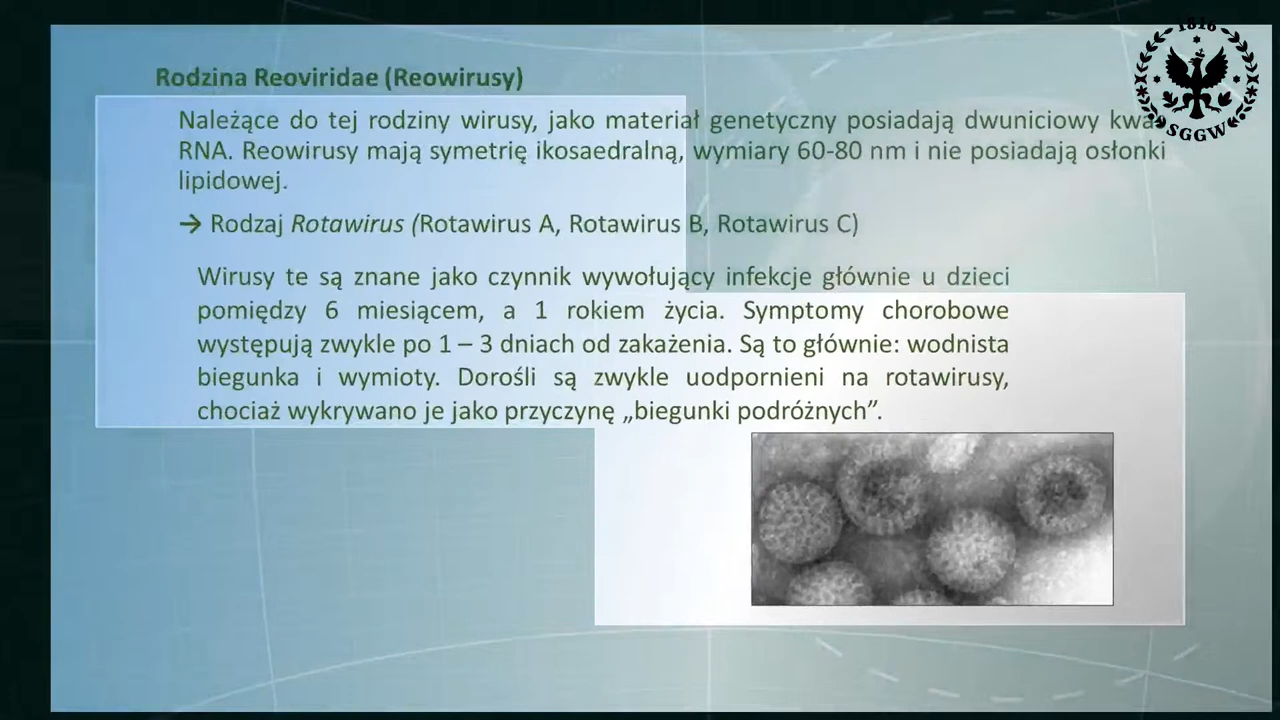 1816
SGGW
Rodzina Reoviridae (Reowirusy)
Należące do tej rodziny wirusy, jako materiał genetyczny posiadają dwuniciowy
RNA. Reowirusy mają symetrię ikosaedralną, wymiary 60-80 nm i nie posiadają osłonki
lipidowej.
→ Rodzaj Rotawirus (Rotawirus A, Rotawirus B, Rotawirus C)
Wirusy te są znane jako czynnik wywołujący infekcje głównie u dzieci
pomiędzy 6 miesiącem, a 1 rokiem życia. Symptomy chorobowe
występują zwykle po 1 – 3 dniach od zakażenia. Są to głównie: wodnista
biegunka i wymioty. Dorośli są zwykle uodpornieni na rotawirusy,
chociaż wykrywano je jako przyczynę „biegunki podróżnych”.